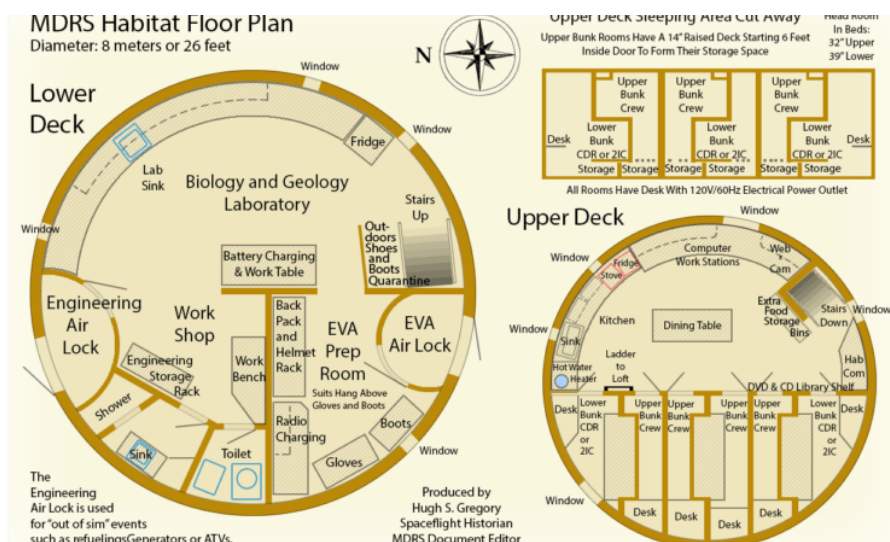 MDRS Habitat Floor Plan
Diameter: 8 meters or 26 feet
N
Upper Deck Sleeping Area Cut Away
Upper Bunk Rooms Have A 14" Raised Deck Starting 6 Feet
Inside Door To Form Their Storage Space
Head Room
In Beds:
32" Upper
39" Lower
Upper
Bunk
Crew
Upper
Bunk
Crew
Upper
Bunk
Crew
Desk
Lower
Bunk
CDR or 2IC
Lower
Bunk
CDR or 2IC
Lower
Bunk
CDR or 2IC
Desk
Storage Storage
Storage Storage
Storage Storage
All Rooms Have Desk With 120V/60Hz Electrical Power Outlet
Lower
Deck
Window
Window
Window
Fridge
Lab
Sink
Biology and Geology
Laboratory
Stairs
Up
Out-
doors
Shoes
and
Boots
Quarantine
Battery Charging
& Work Table
Engineering
Air
Lock
Work
Shop
Engineering
Storage
Rack
Work
Bench
Back
Pack
and
Helmet
Rack
EVA
Prep
Room
EVA
Air Lock
Suits Hang Above
Gloves and Boots
Shower
Sink
Toilet
Radio
Charging
Gloves
Boots
Window
The
Engineering
Air Lock is used
for "out of sim" events
such as refuelingsGenerators or ATVs.
Produced by
Hugh S. Gregory
Spaceflight Historian
MDRS Document Editor
Upper Deck
Window
Window
Computer
Work Stations
Web
Cam
Fridge
Stove
Extra
Food
Storage
Bins
Stairs
Down
Window
Window
Kitchen
Dining Table
Sink
Hot Water
Heater
Ladder
to
Loft
Hab
Com
DVD & CD Library Shelf
Desk
Lower
Bunk
CDR
or
2IC
Upper
Bunk
Crew
Upper
Bunk
Crew
Upper
Bunk
Crew
Lower
Bunk
CDR
or
2IC
Desk
Window
Desk
Desk
Desk
Desk